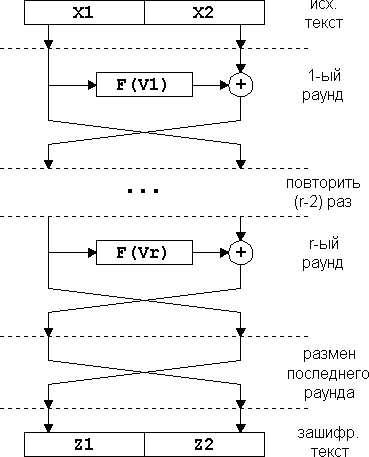 X1 X2
исх.
текст
1-ый
раунд
F(V1) +
...
повторить
(r-2) раз
r-ый
раунд
F(Vr) +
размен
последнего
раунда
Z1 Z2
зашифр.
текст